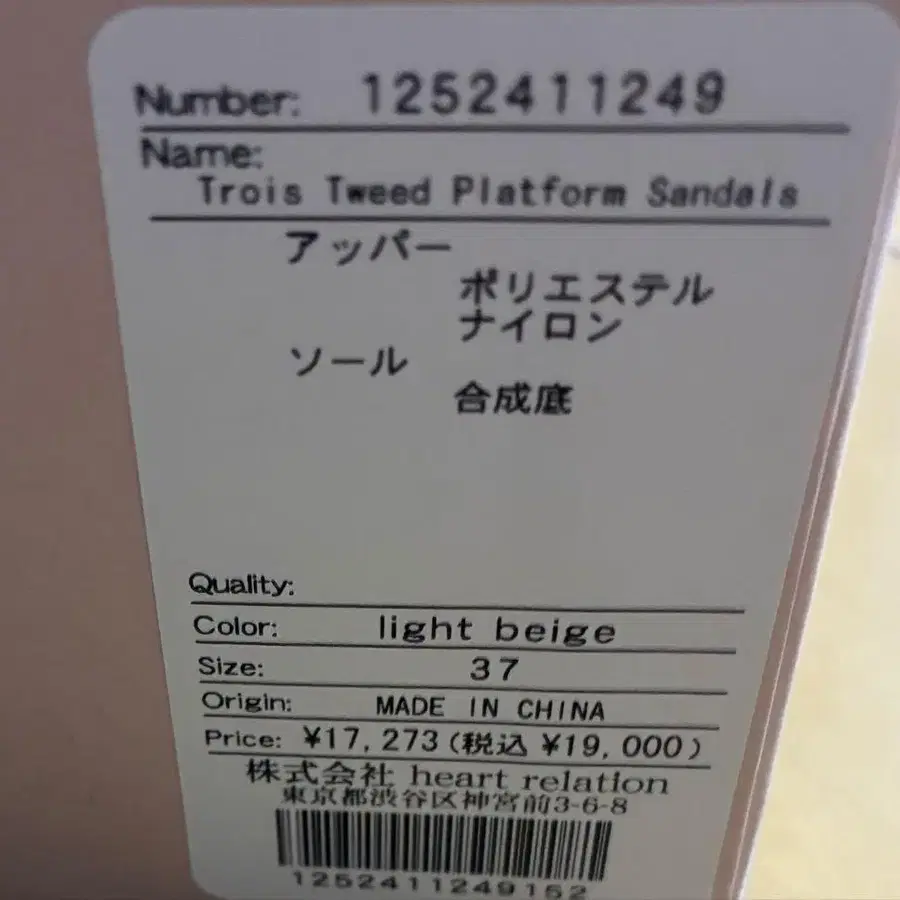 Number: 1252411249
Name:
Trois Tweed Platform Sandals
アッパー
ポリエステル
ナイロン
ソール
合成底
Quality:
Color: light beige
Size: 37
Origin: MADE IN CHINA
Price: ¥17,273(税込 ¥19,000)
株式会社 heart relation
東京都渋谷区神宮前3-6-8
1252411249152